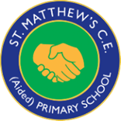 ST. MATTHEW'S C.E.
(Aided) PRIMARY SCHOOL